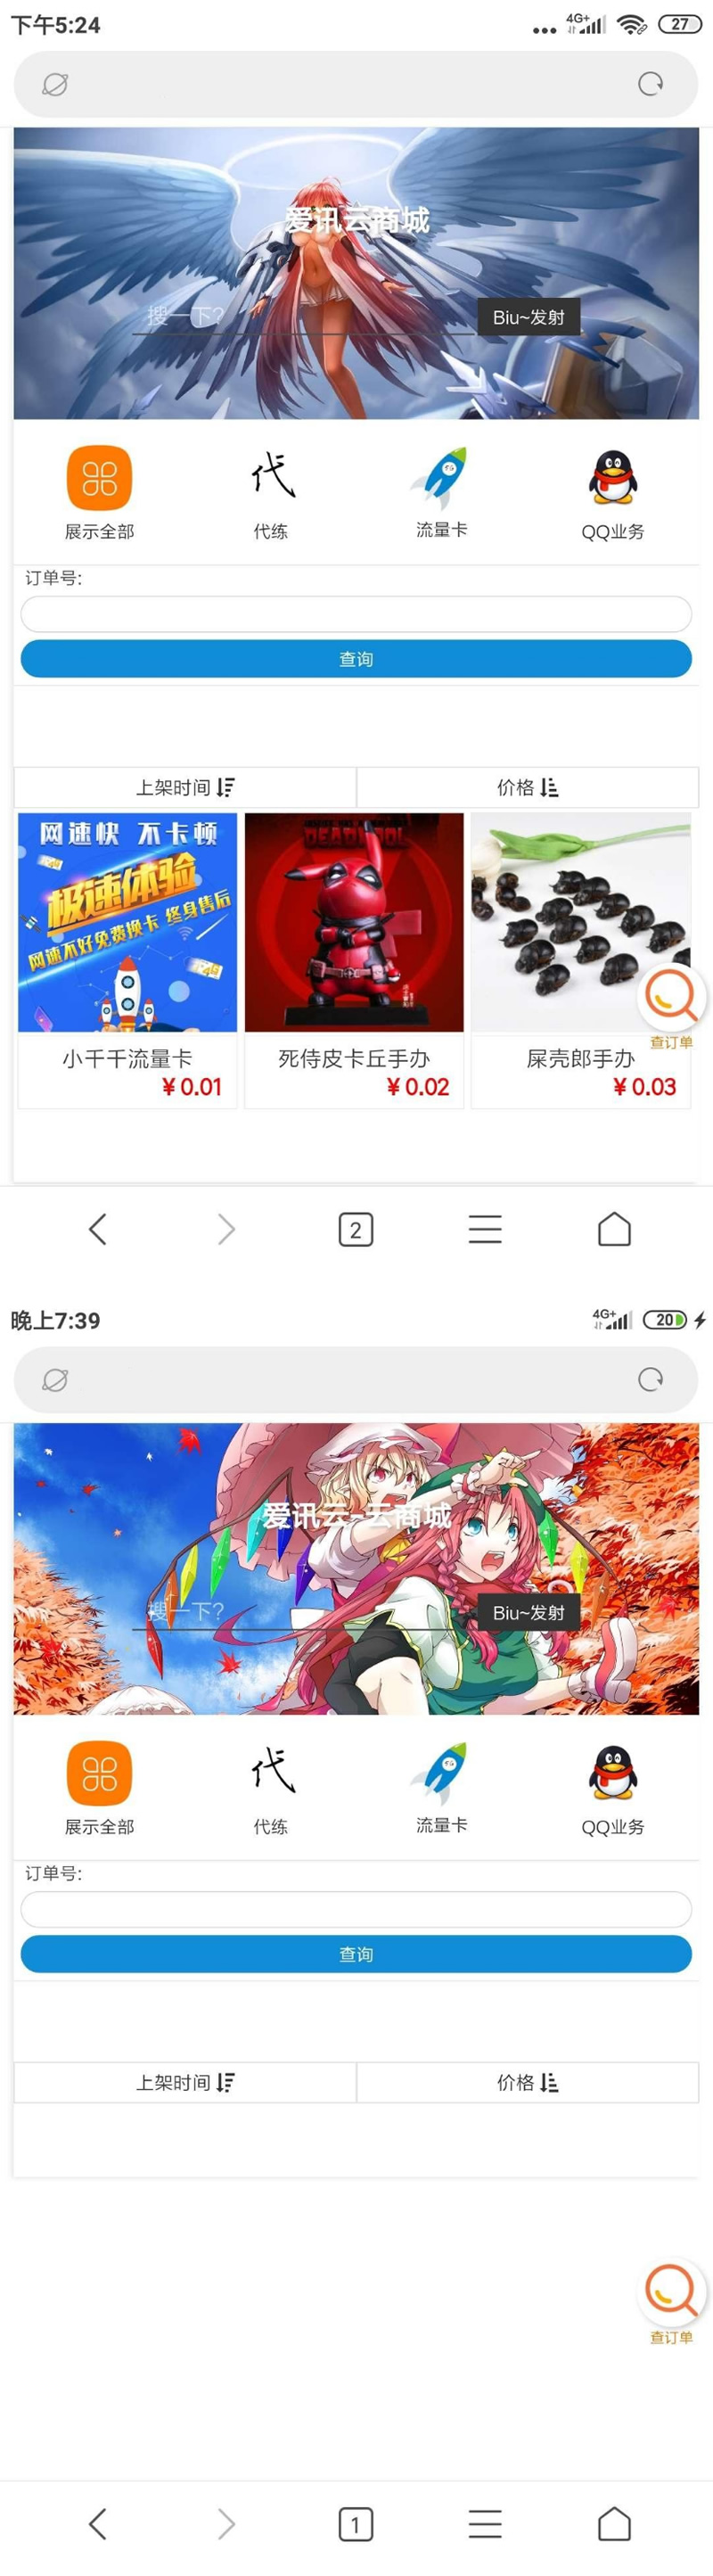 下午5:24
4G+
27
爱讯云商城
搜一下?
Biu~发射
展示全部
代
代练
流量卡
QQ业务
订单号:
查询
上架时间
价格
网速快 不卡顿
极速体验
网速不好免费换卡 终身售后
DEADPOOL
查订单
小千千流量卡
死侍皮卡丘手办
屎壳郎手办
¥ 0.01
¥ 0.02
¥ 0.03
2
晚上7:39
4G+
20
爱讯云-云商城
搜一下?
Biu~发射
展示全部
代
代练
流量卡
QQ业务
订单号:
查询
上架时间
价格
查订单
1